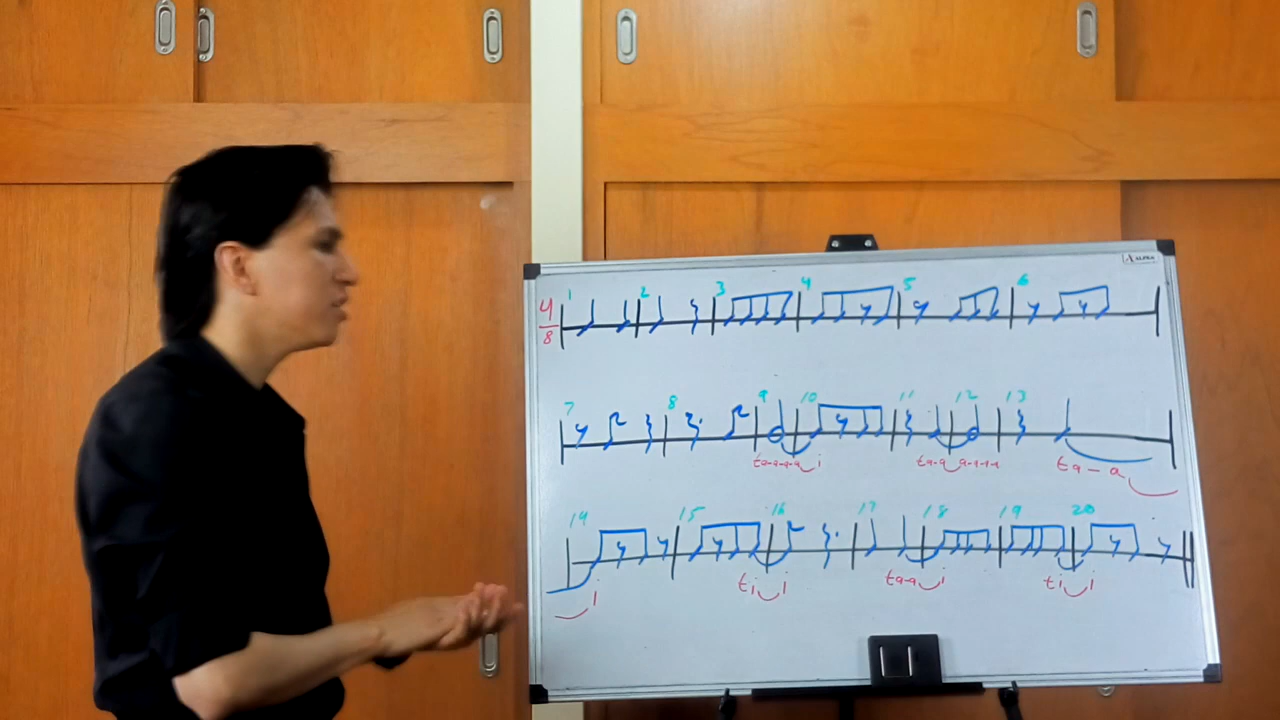 ALPHA
1 2 3 4 5 6
4
8
7 8 9 10 11 12 13
ta-a-a-a i ta-a a-a-a-a ta-a
14 15 16 17 18 19 20
i ti i ta-a i ti i